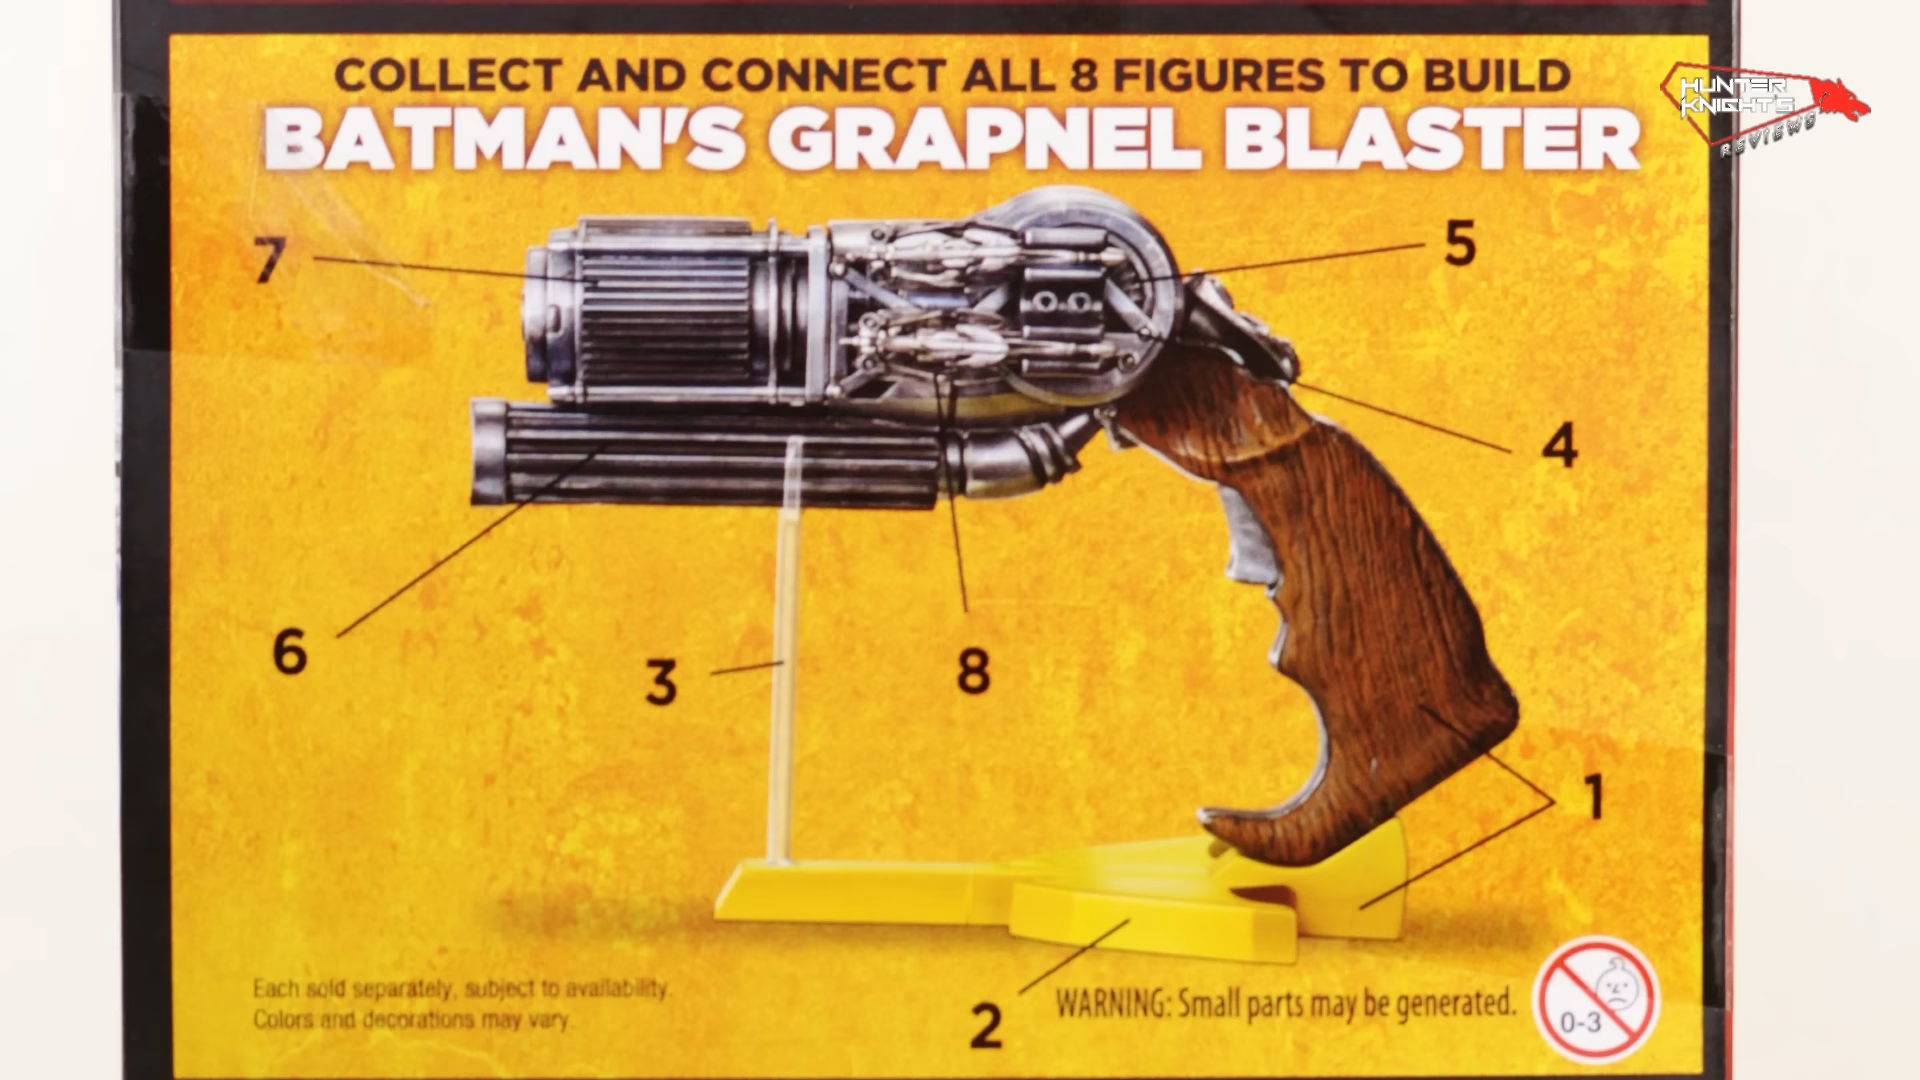 COLLECT AND CONNECT ALL 8 FIGURES TO BUILD
BATMAN'S GRAPNEL BLASTER
HUNTER
KNIGHT'S
REVIEWS
7
5
4
6
3
8
1
2
Each sold separately, subject to availability.
Colors and decorations may vary.
WARNING: Small parts may be generated.
0-3